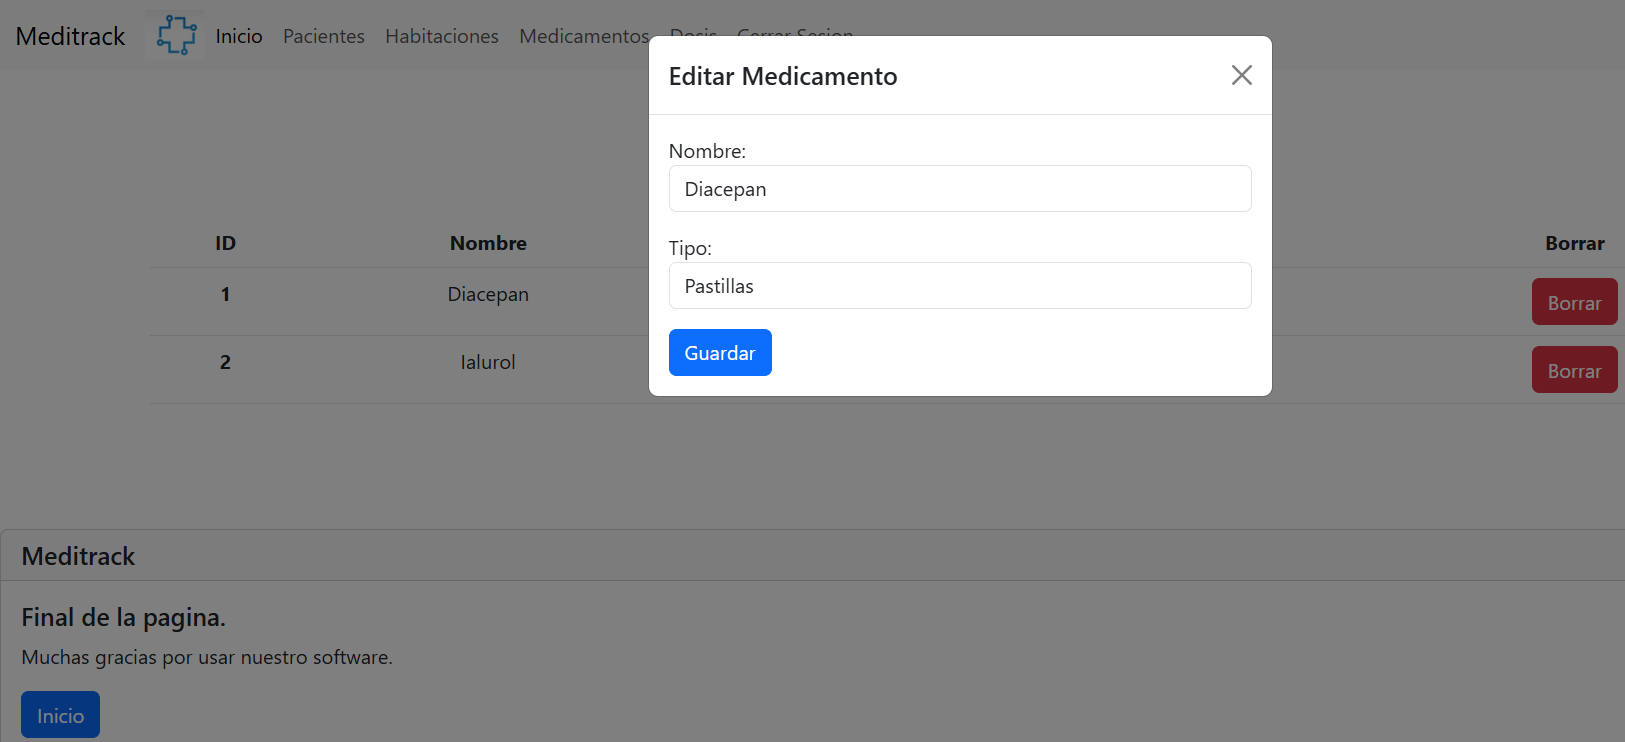 Meditrack Inicio Pacientes Habitaciones Medicamentos Dosis Cerrar Sesion
Editar Medicamento
Nombre:
Diacepan
Tipo:
Pastillas
Guardar
ID Nombre Borrar
1 Diacepan Borrar
2 Ialurol Borrar
Meditrack
Final de la pagina.
Muchas gracias por usar nuestro software.
Inicio